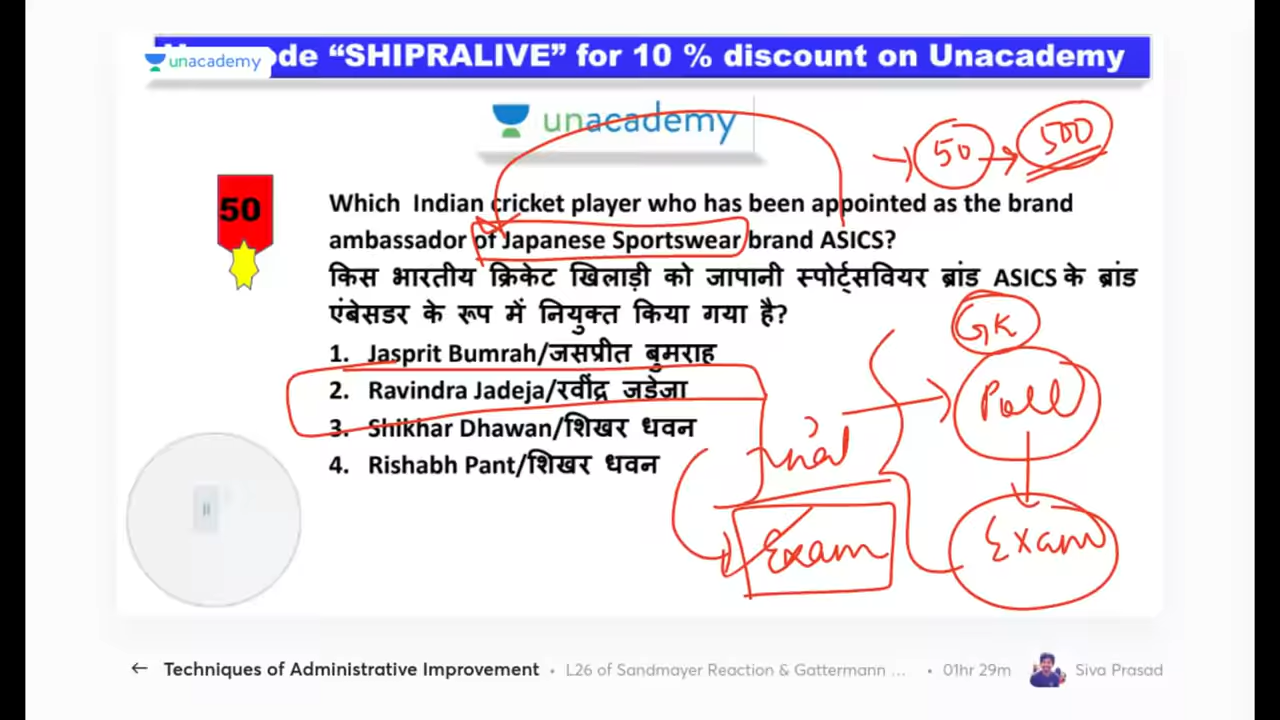 ode “SHIPRALIVE” for 10 % discount on Unacademy
unacademy
unacademy
50 → 500
50
Which Indian cricket player who has been appointed as the brand
ambassador of Japanese Sportswear brand ASICS?
किस भारतीय क्रिकेट खिलाड़ी को जापानी स्पोर्ट्सवियर ब्रांड ASICS के ब्रांड
एंबेसडर के रूप में नियुक्त किया गया है?
GK
1. Jasprit Bumrah/जसप्रीत बुमराह
2. Ravindra Jadeja/रवींद्र जडेजा
Poll
3. Shikhar Dhawan/शिखर धवन
4. Rishabh Pant/शिखर धवन
Exam
Exam
← Techniques of Administrative Improvement • L26 of Sandmayer Reaction & Gattermann ... • 01hr 29m Siva Prasad